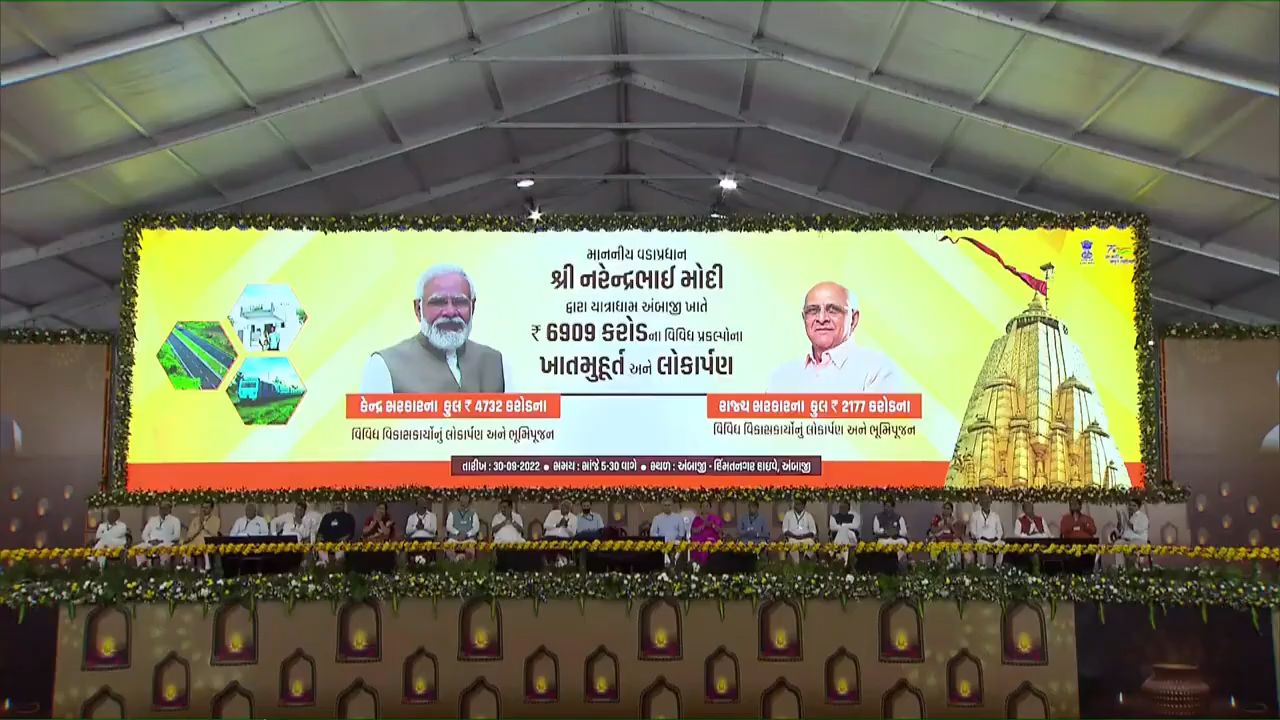 માનનીય વડાપ્રધાન
શ્રી નરેન્દ્રભાઈ મોદી
દ્વારા યાત્રાધામ અંબાજી ખાતે
₹ 6909 કરોડના વિવિધ પ્રકલ્પોના
ખાતમુહૂર્ત અને લોકાર્પણ
કેન્દ્ર સરકારના કુલ ₹ 4732 કરોડના
વિવિધ વિકાસકાર્યોનું લોકાર્પણ અને ભૂમિપૂજન
રાજ્ય સરકારના કુલ ₹ 2177 કરોડના
વિવિધ વિકાસકાર્યોનું લોકાર્પણ અને ભૂમિપૂજન
તારીખ : 30-09-2022 ● સમય : સાંજે 5-30 વાગે ● સ્થળ : અંબાજી - હિંમતનગર હાઇવે, અંબાજી